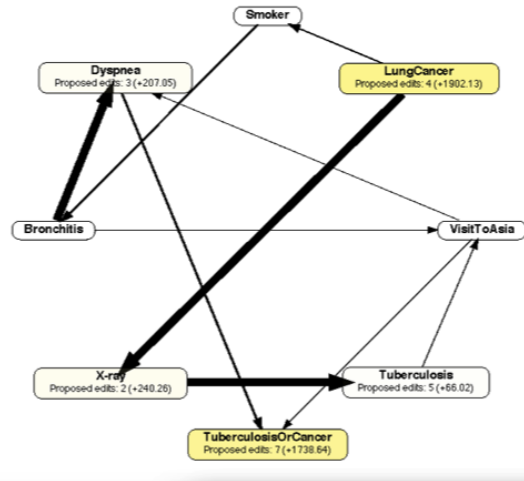 Smoker
Dyspnea
Proposed edits: 3 (+207.05)
LungCancer
Proposed edits: 4 (+1902.13)
Bronchitis
VisitToAsia
X-ray
Proposed edits: 2 (+240.26)
Tuberculosis
Proposed edits: 5 (+66.02)
TuberculosisOrCancer
Proposed edits: 7 (+1738.64)